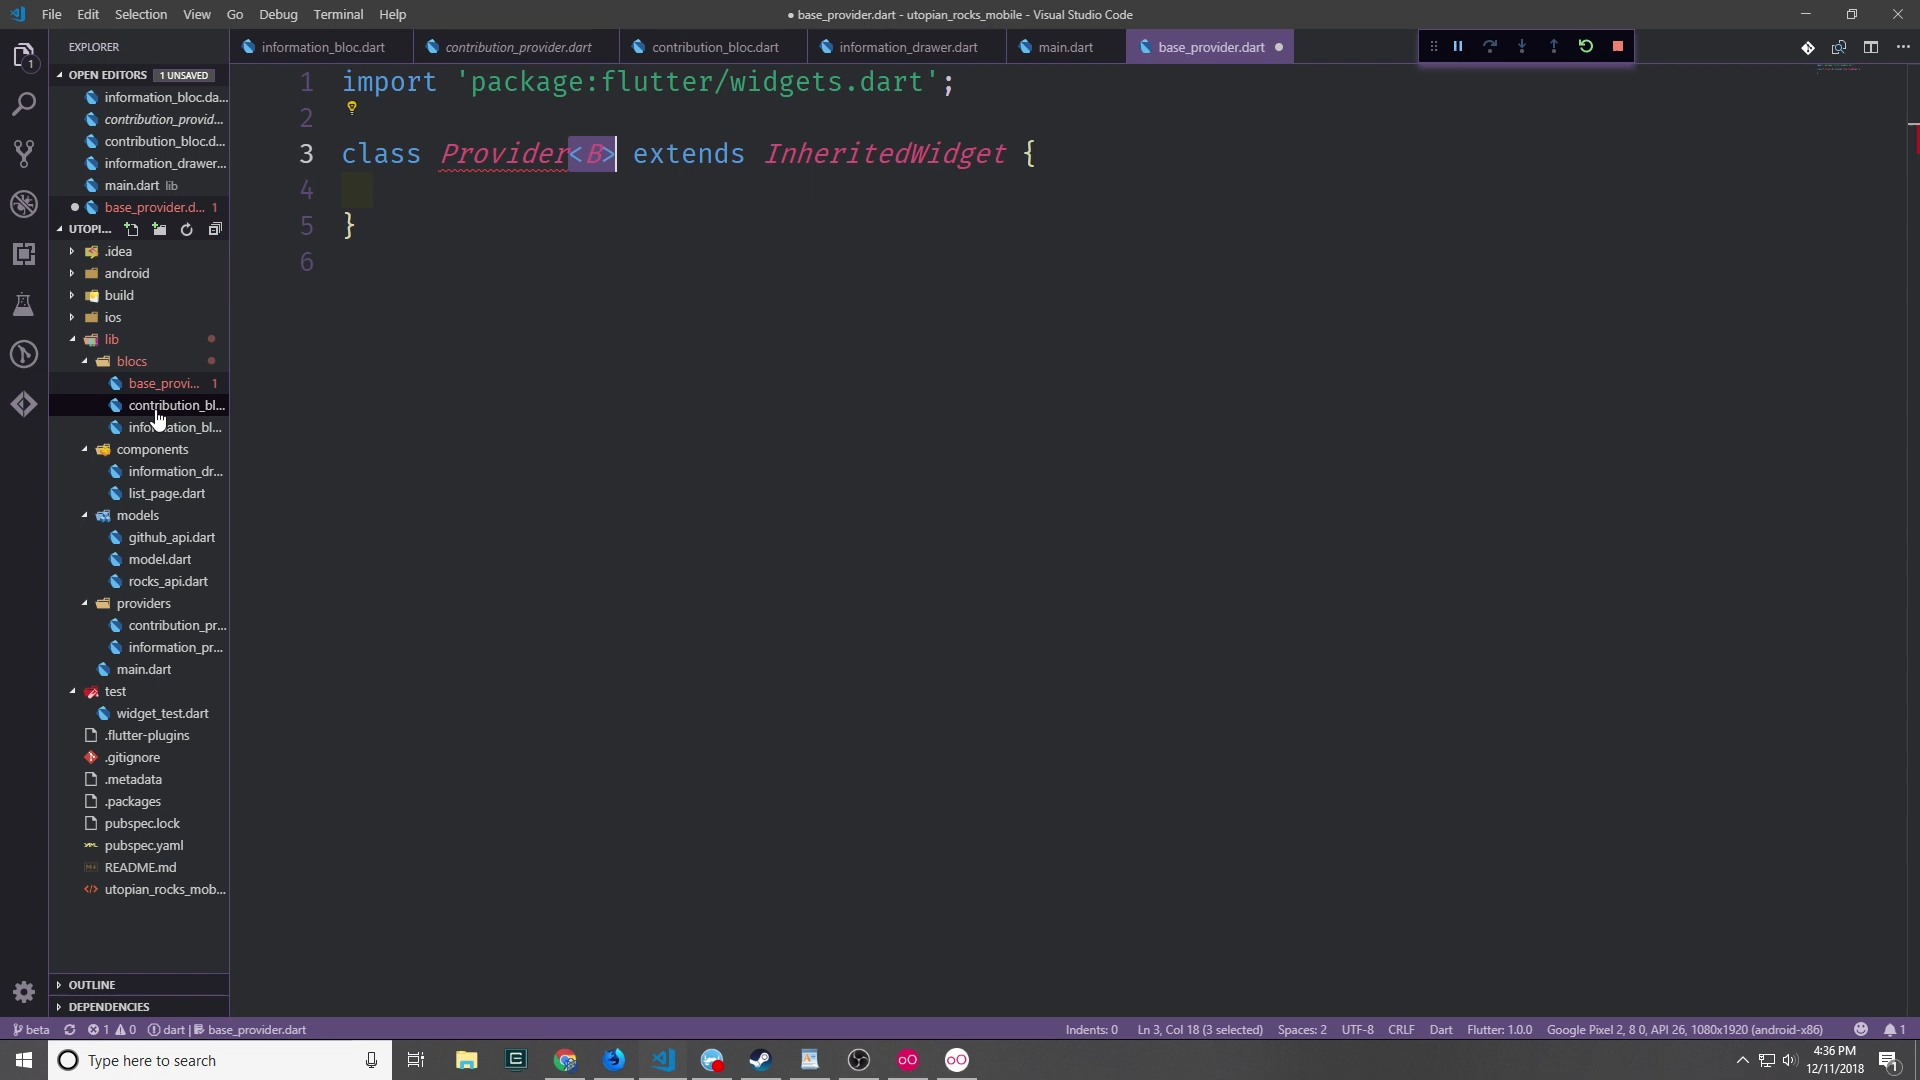 File Edit Selection View Go Debug Terminal Help
● base_provider.dart - utopian_rocks_mobile - Visual Studio Code
EXPLORER
information_bloc.dart contribution_provider.dart contribution_bloc.dart information_drawer.dart main.dart base_provider.dart
OPEN EDITORS 1 UNSAVED
information_bloc.da...
contribution_provid...
contribution_bloc.d...
information_drawer...
main.dart lib
base_provider.d... 1
UTOPI...
.idea
android
build
ios
lib
blocs
base_provi... 1
contribution_bl...
information_bl...
components
information_dr...
list_page.dart
models
github_api.dart
model.dart
rocks_api.dart
providers
contribution_pr...
information_pr...
main.dart
test
widget_test.dart
.flutter-plugins
.gitignore
.metadata
.packages
pubspec.lock
pubspec.yaml
README.md
utopian_rocks_mob...
OUTLINE
DEPENDENCIES
1 import 'package:flutter/widgets.dart';
2
3 class Provider<B> extends InheritedWidget {
4
5 }
6
beta 1 0 dart | base_provider.dart
Indents: 0 Ln 3, Col 18 (3 selected) Spaces: 2 UTF-8 CRLF Dart Flutter: 1.0.0 Google Pixel 2, 8 0, API 26, 1080x1920 (android-x86) 1
Type here to search
4:36 PM
12/11/2018
1